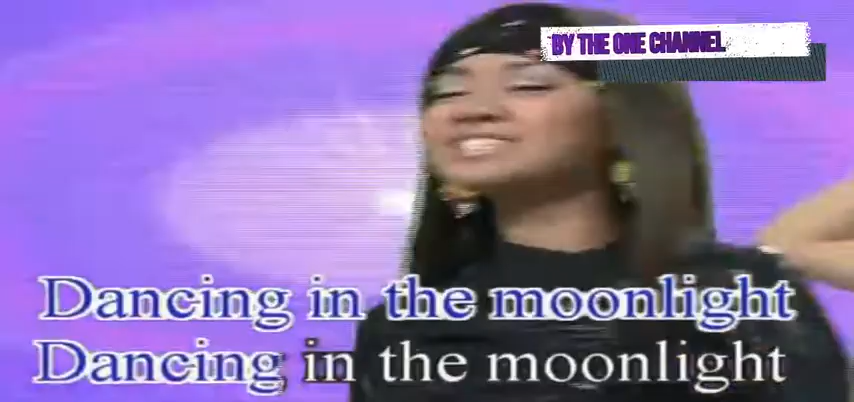 BY THE ONE CHANNEL
Dancing in the moonlight
Dancing in the moonlight